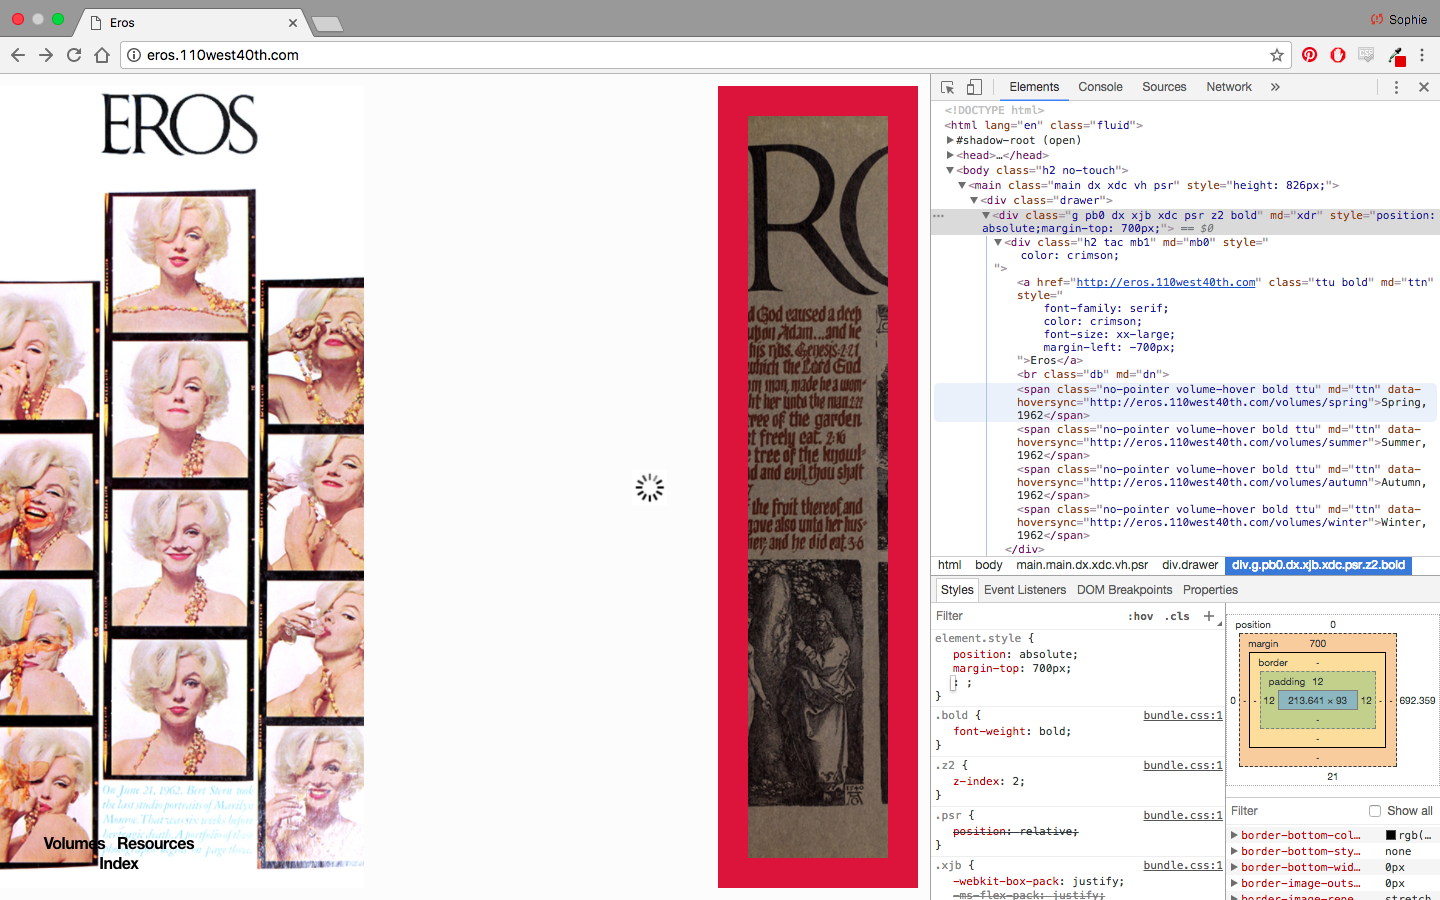 Eros
Sophie
eros.110west40th.com
EROS
On June 21, 1962, Bert Stern took
the last studio portraits of Marilyn
Monroe. That was six weeks before
her tragic death. A portfolio of these
Volumes Resources
Index
RO
d God caused a deep
upon Adam...and he
his ribs. Genesis 2:21
which the Lord God
om man, made he a wom-
ht her unto the man. 2:22
tree of the garden
t freely eat. 2:16
e tree of the knowl-
d and evil, thou shalt
the fruit thereof, and
gave also unto her hus-
her, and he did eat. 3:6
Elements Console Sources Network »
<!DOCTYPE html>
<html lang="en" class="fluid">
▶#shadow-root (open)
▶<head>…</head>
▼<body class="h2 no-touch">
▼<main class="main dx xdc vh psr" style="height: 826px;">
▼<div class="drawer">
… ▼<div class="g pb0 dx xjb xdc psr z2 bold" md="xdr" style="position:
absolute;margin-top: 700px;"> == $0
▼<div class="h2 tac mb1" md="mb0" style="
color: crimson;
">
<a href="http://eros.110west40th.com" class="ttu bold" md="ttn"
style="
font-family: serif;
color: crimson;
font-size: xx-large;
margin-left: -700px;
">Eros</a>
<br class="db" md="dn">
<span class="no-pointer volume-hover bold ttu" md="ttn" data-
hoversync="http://eros.110west40th.com/volumes/spring">Spring,
1962</span>
<span class="no-pointer volume-hover bold ttu" md="ttn" data-
hoversync="http://eros.110west40th.com/volumes/summer">Summer,
1962</span>
<span class="no-pointer volume-hover bold ttu" md="ttn" data-
hoversync="http://eros.110west40th.com/volumes/autumn">Autumn,
1962</span>
<span class="no-pointer volume-hover bold ttu" md="ttn" data-
hoversync="http://eros.110west40th.com/volumes/winter">Winter,
1962</span>
</div>
html body main.main.dx.xdc.vh.psr div.drawer div.g.pb0.dx.xjb.xdc.psr.z2.bold
Styles Event Listeners DOM Breakpoints Properties
Filter :hov .cls +
element.style {
position: absolute;
margin-top: 700px;
: ;
}
.bold { bundle.css:1
font-weight: bold;
}
.z2 { bundle.css:1
z-index: 2;
}
.psr { bundle.css:1
position: relative;
}
.xjb { bundle.css:1
-webkit-box-pack: justify;
-ms-flex-pack: justify;
position 0
margin 700
border -
padding 12
0 - - 12 213.641 × 93 12 - - 692.359
-
-
-
21
Filter Show all
▶border-bottom-col… rgb(…
▶border-bottom-sty… none
▶border-bottom-wid… 0px
▶border-image-outs… 0px
▶border-image-repe… stretch